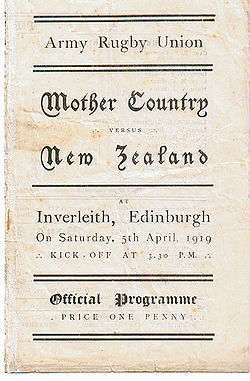 Army Rugby Union
Mother Country
∴ VERSUS ∴
New Zealand
AT
Inverleith, Edinburgh
On Saturday, 5th April, 1919
∴ KICK-OFF AT 3.30 P.M. ∴
Official Programme
. PRICE ONE PENNY .